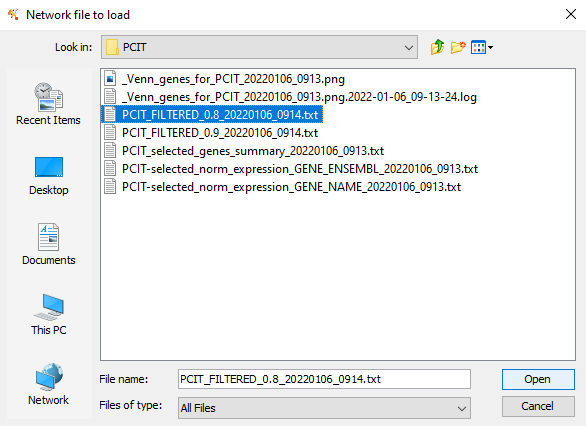 Network file to load
Look in: PCIT
Recent Items
Desktop
Documents
This PC
Network
_Venn_genes_for_PCIT_20220106_0913.png
_Venn_genes_for_PCIT_20220106_0913.png.2022-01-06_09-13-24.log
PCIT_FILTERED_0.8_20220106_0914.txt
PCIT_FILTERED_0.9_20220106_0914.txt
PCIT_selected_genes_summary_20220106_0913.txt
PCIT-selected_norm_expression_GENE_ENSEMBL_20220106_0913.txt
PCIT-selected_norm_expression_GENE_NAME_20220106_0913.txt
File name: PCIT_FILTERED_0.8_20220106_0914.txt Open
Files of type: All Files Cancel